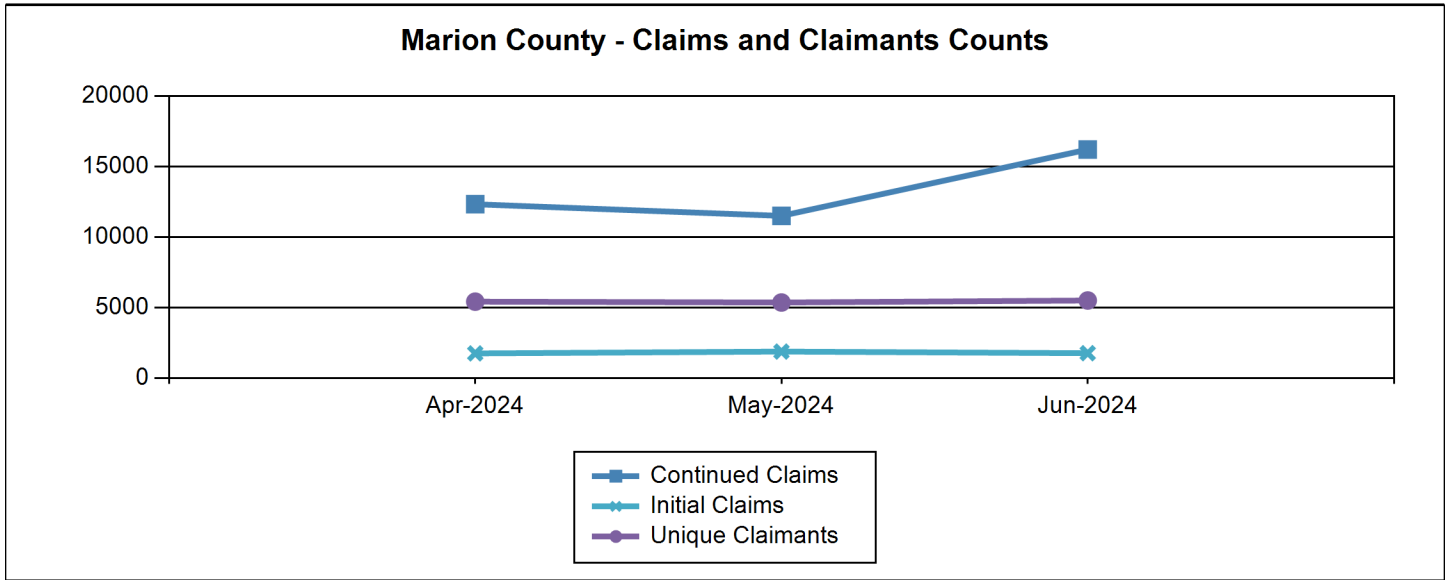 Marion County - Claims and Claimants Counts
20000
15000
10000
5000
0
Apr-2024 May-2024 Jun-2024
Continued Claims
Initial Claims
Unique Claimants